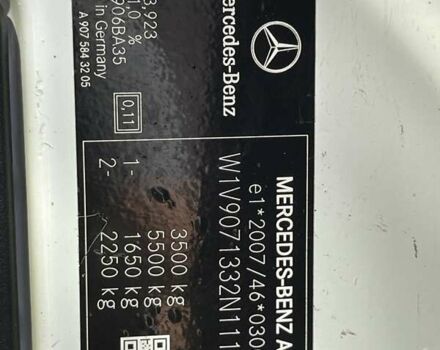 MERCEDES-BENZ A
e1*2007/46*030
W1V9071332N111
3500 kg
5500 kg
1- 1650 kg
2- 2250 kg
Mercedes-Benz
0,11
3.923
1,0 %
906BA35
in Germany
A 907 584 32 05